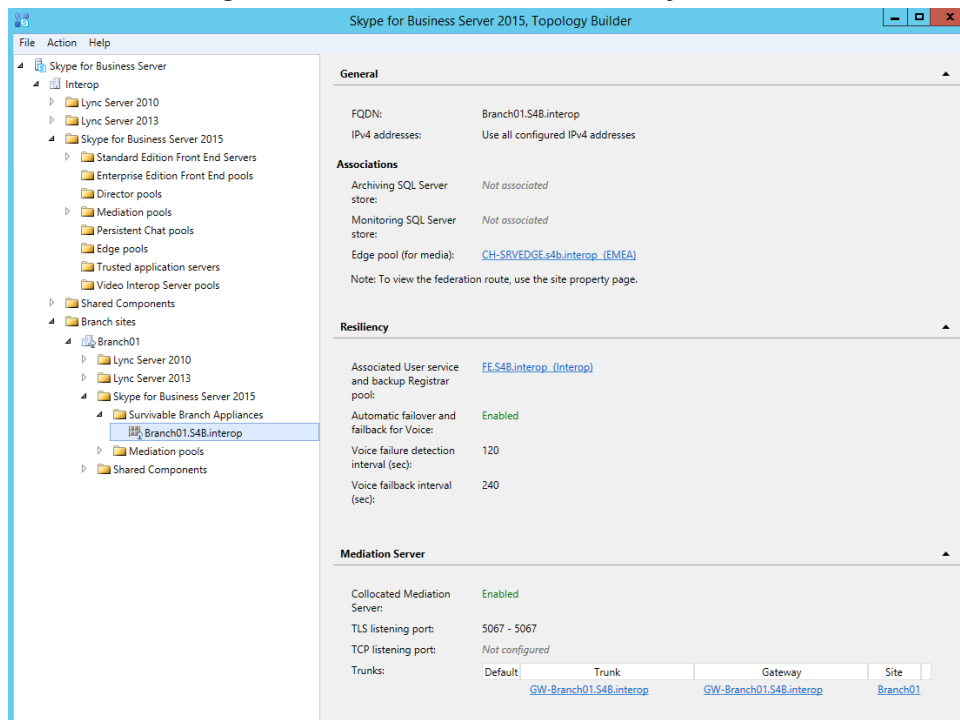 Skype for Business Server 2015, Topology Builder
File Action Help
Skype for Business Server
Interop
Lync Server 2010
Lync Server 2013
Skype for Business Server 2015
Standard Edition Front End Servers
Enterprise Edition Front End pools
Director pools
Mediation pools
Persistent Chat pools
Edge pools
Trusted application servers
Video Interop Server pools
Shared Components
Branch sites
Branch01
Lync Server 2010
Lync Server 2013
Skype for Business Server 2015
Survivable Branch Appliances
Branch01.S4B.interop
Mediation pools
Shared Components
General
FQDN: Branch01.S4B.interop
IPv4 addresses: Use all configured IPv4 addresses
Associations
Archiving SQL Server Not associated
store:
Monitoring SQL Server Not associated
store:
Edge pool (for media): CH-SRVEDGE.s4b.interop (EMEA)
Note: To view the federation route, use the site property page.
Resiliency
Associated User service FE.S4B.interop (Interop)
and backup Registrar
pool:
Automatic failover and Enabled
failback for Voice:
Voice failure detection 120
interval (sec):
Voice failback interval 240
(sec):
Mediation Server
Collocated Mediation Enabled
Server:
TLS listening port: 5067 - 5067
TCP listening port: Not configured
Trunks: Default Trunk Gateway Site
GW-Branch01.S4B.interop GW-Branch01.S4B.interop Branch01